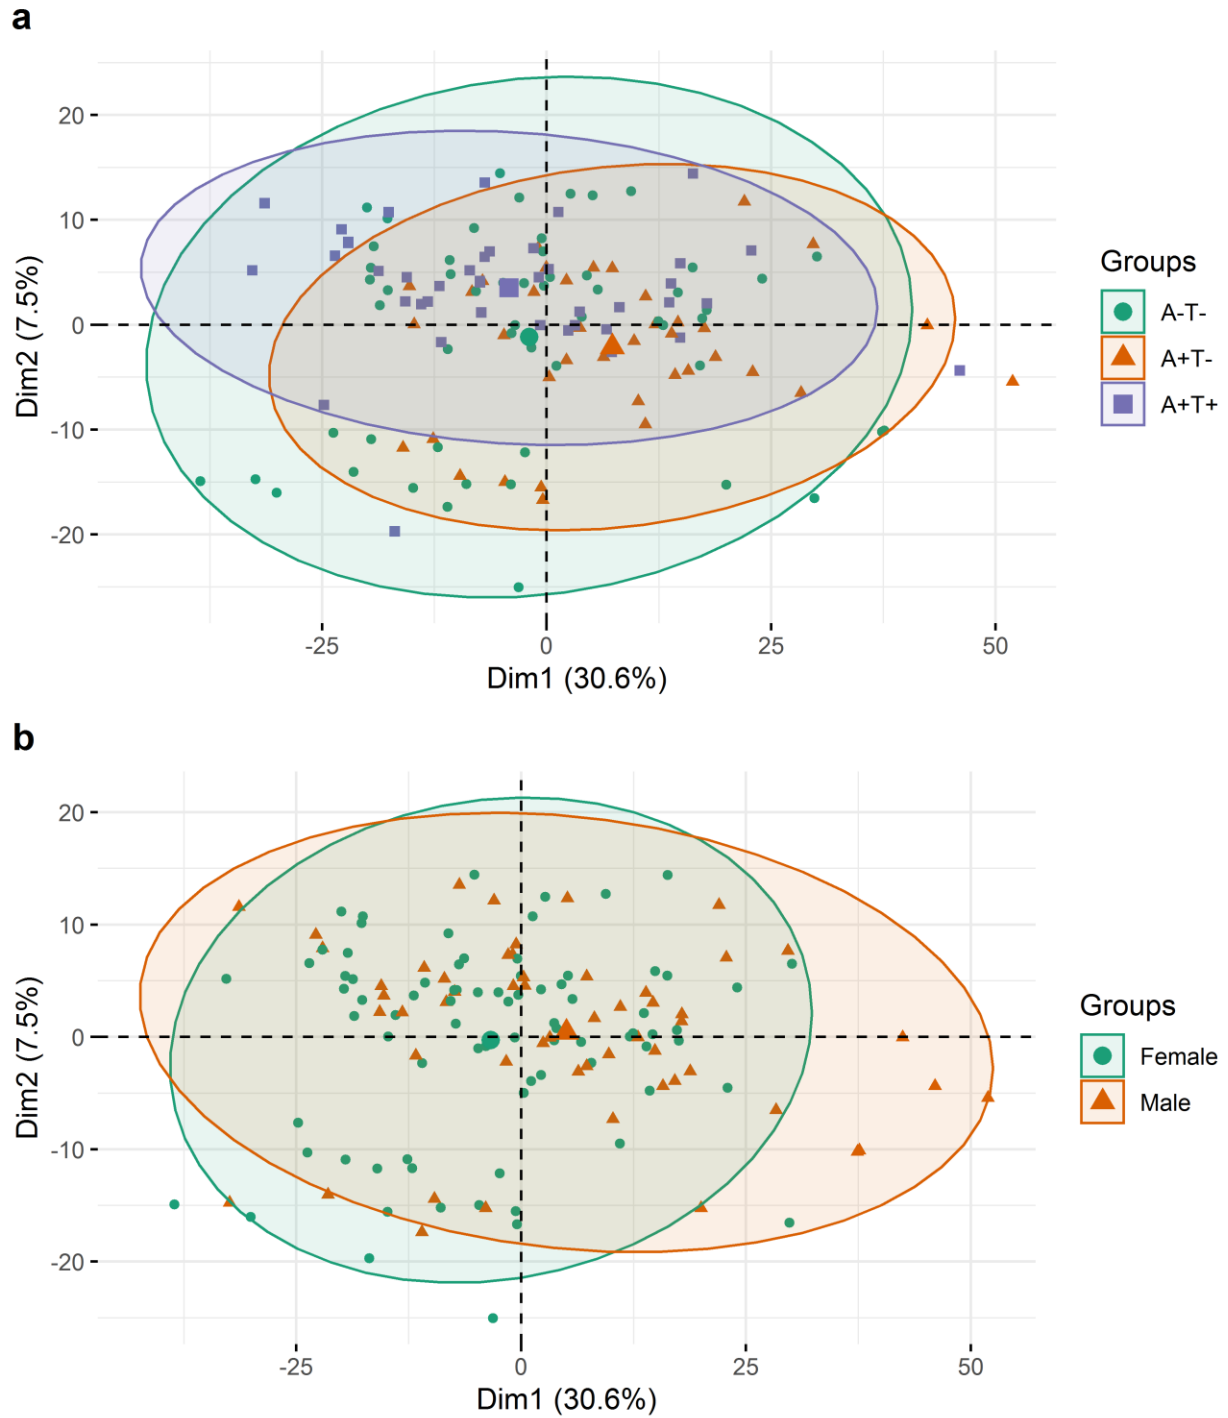 a
20
10
0
-10
-20
Dim2 (7.5%)
-25 0 25 50
Dim1 (30.6%)
Groups
A-T-
A+T-
A+T+
b
20
10
0
-10
-20
Dim2 (7.5%)
-25 0 25 50
Dim1 (30.6%)
Groups
Female
Male